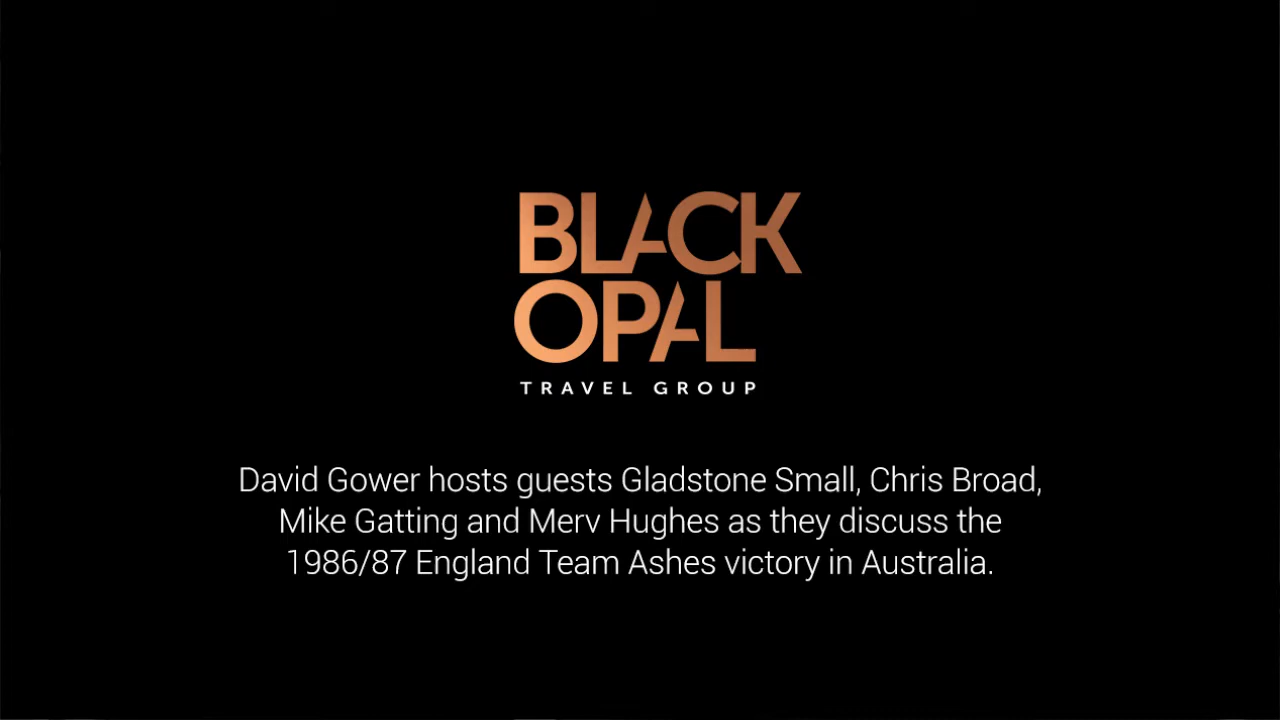 BLACK
OPAL
TRAVEL GROUP
David Gower hosts guests Gladstone Small, Chris Broad,
Mike Gatting and Merv Hughes as they discuss the
1986/87 England Team Ashes victory in Australia.